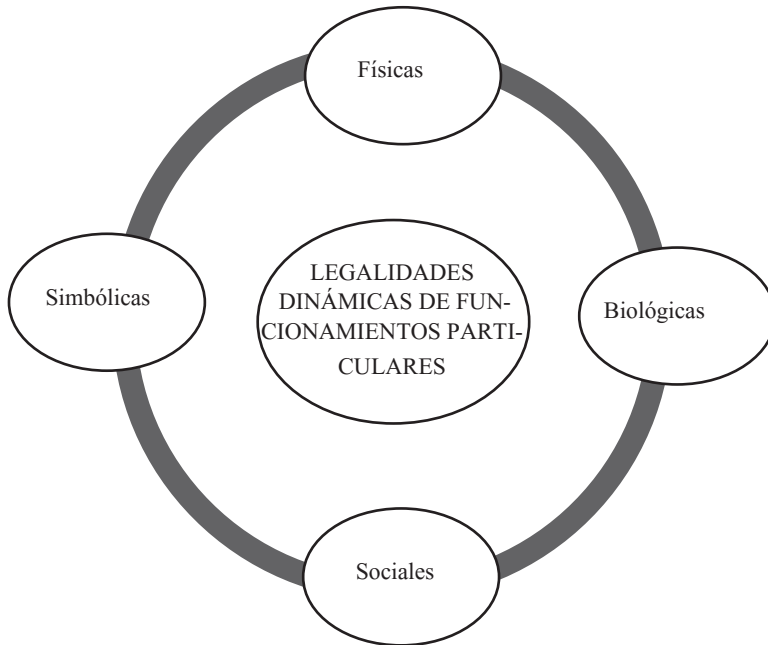 Físicas
Simbólicas
LEGALIDADES
DINÁMICAS DE FUN-
CIONAMIENTOS PARTI-
CULARES
Biológicas
Sociales